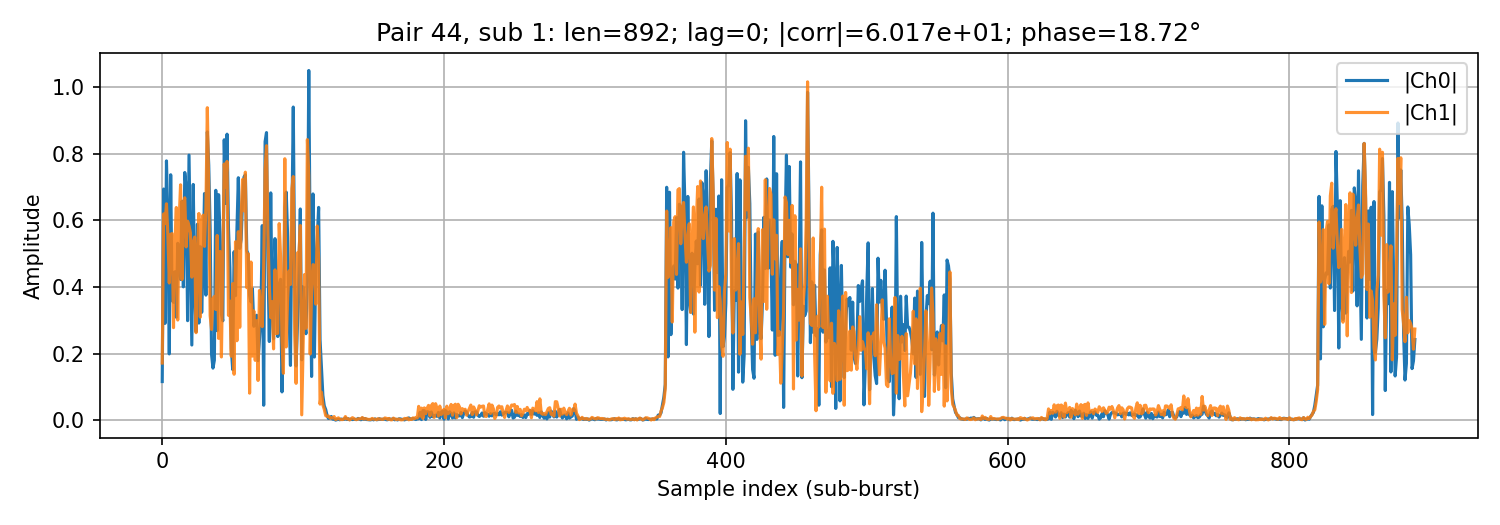 Pair 44, sub 1: len=892; lag=0; |corr|=6.017e+01; phase=18.72°
|Ch0|
|Ch1|
Amplitude
1.0
0.8
0.6
0.4
0.2
0.0
0 200 400 600 800
Sample index (sub-burst)